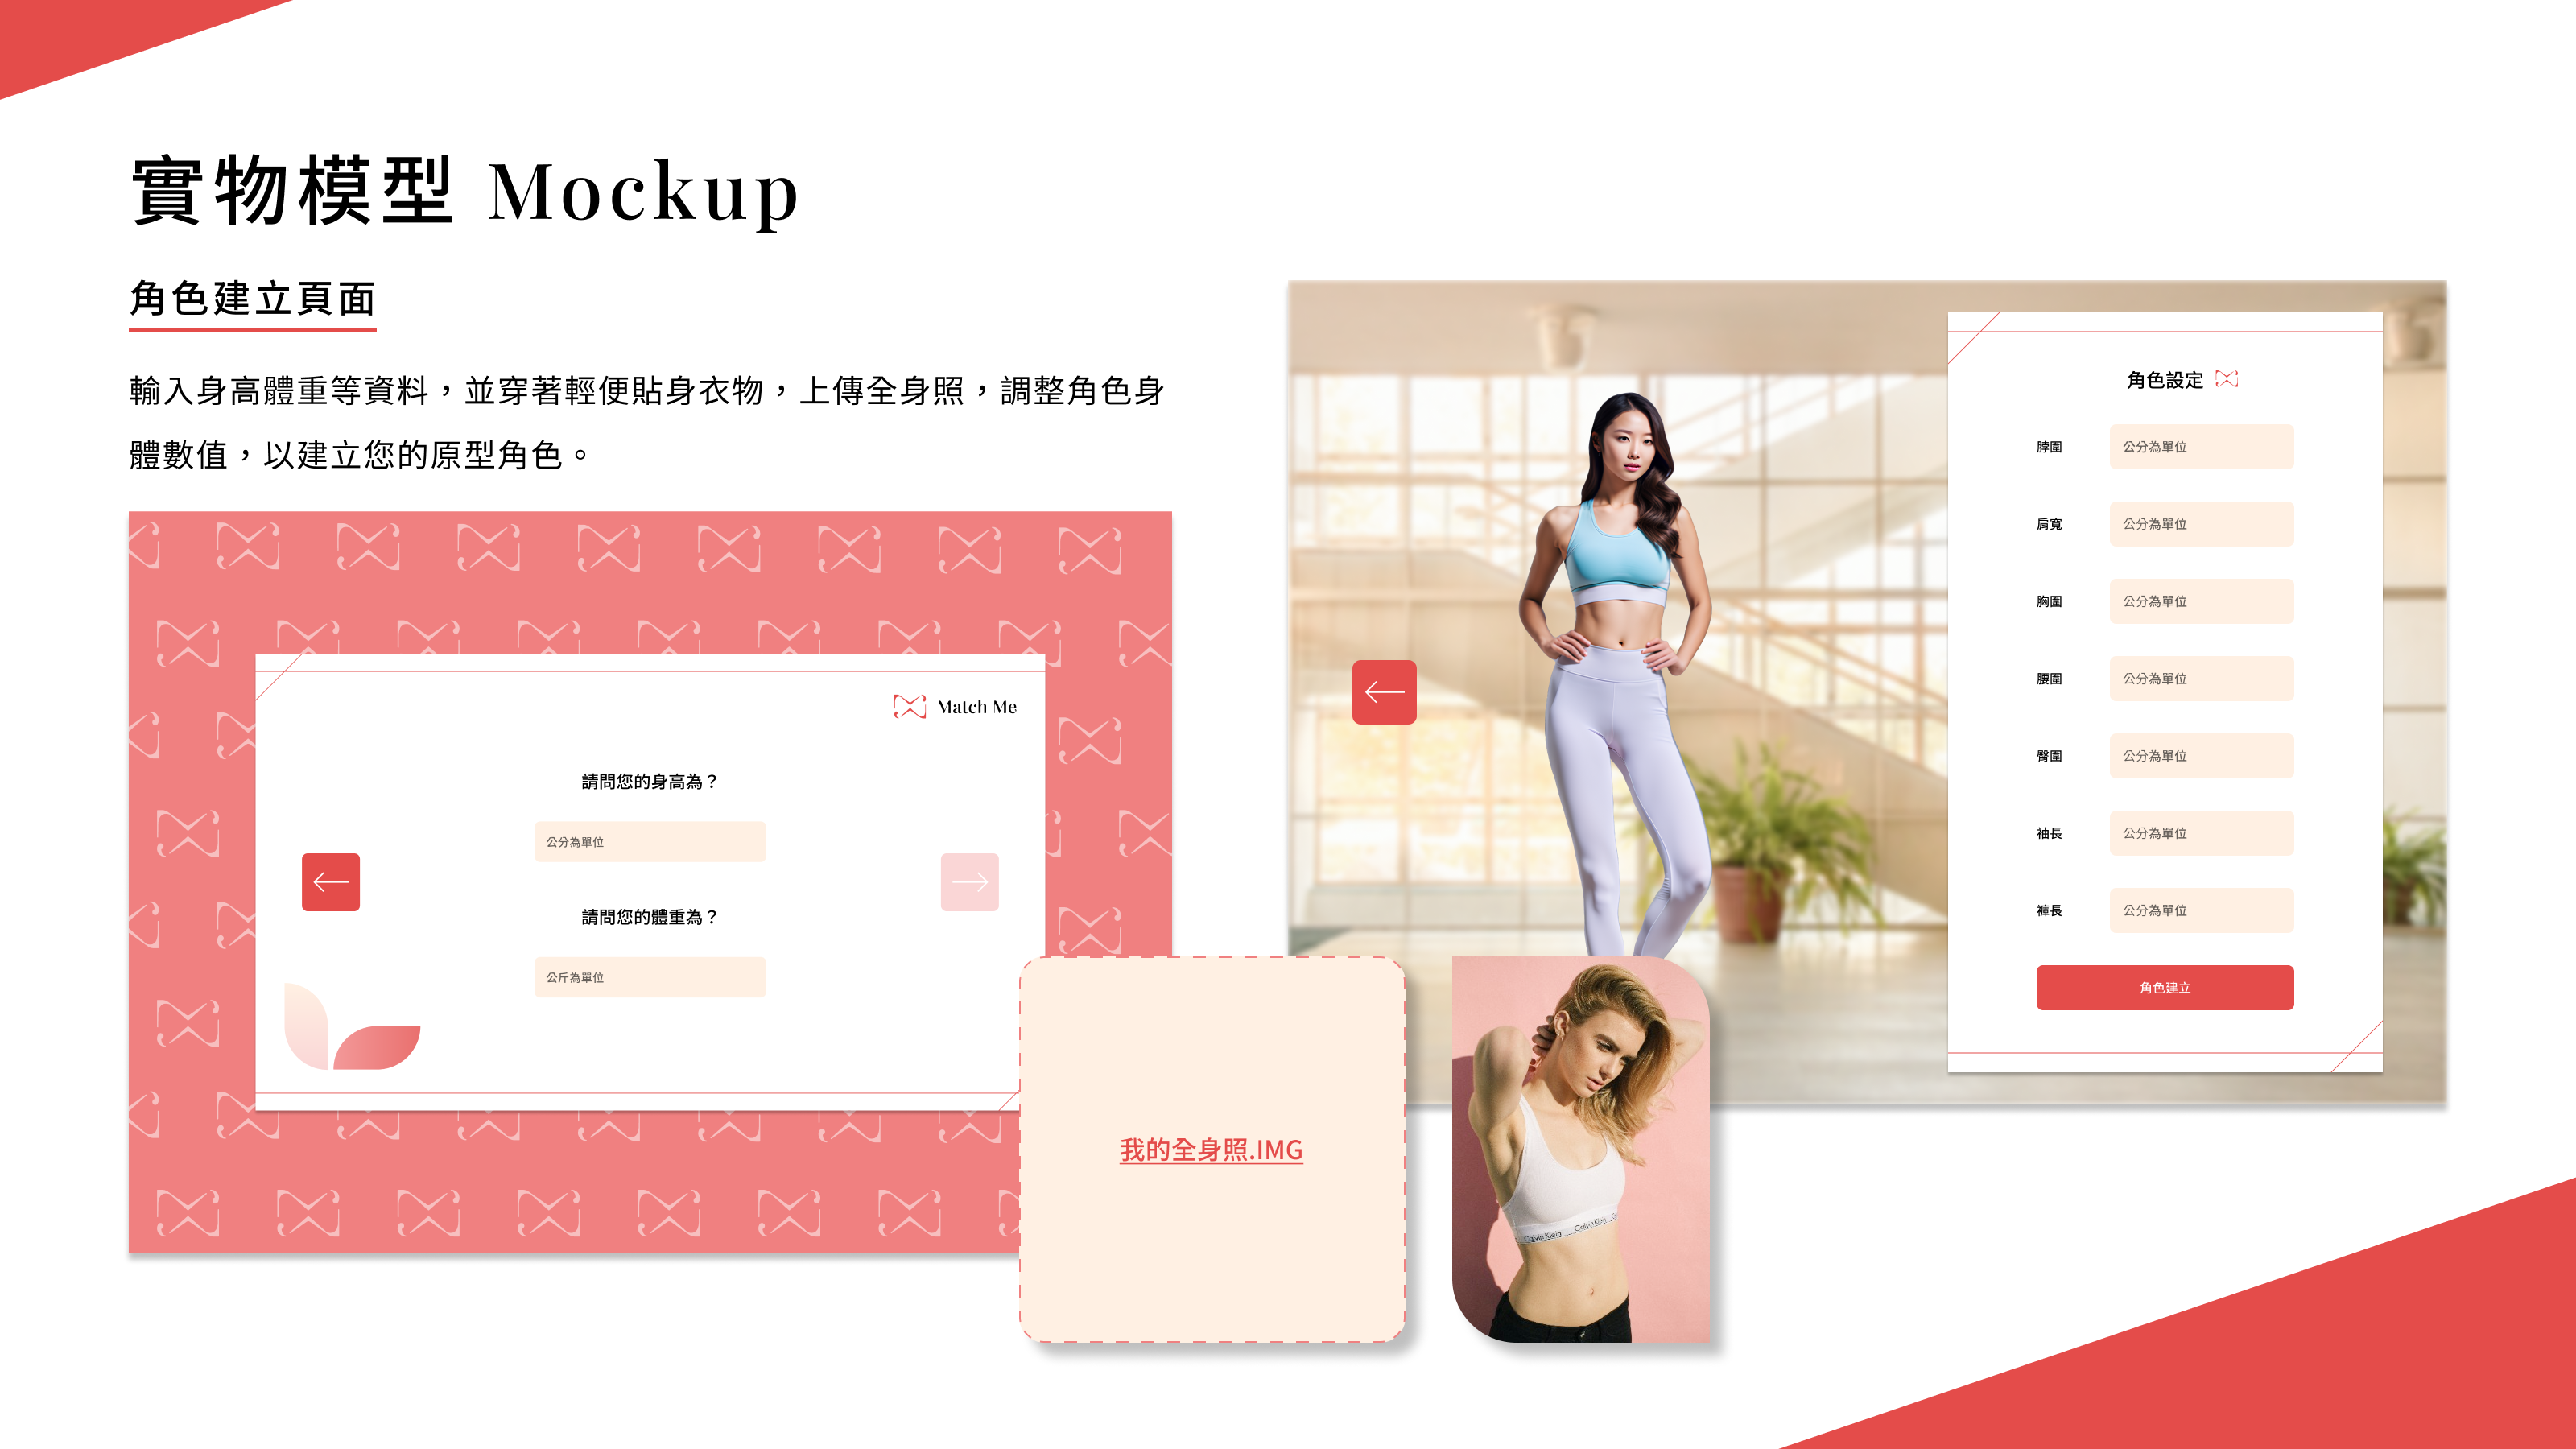 實物模型 Mockup
角色建立頁面
輸入身高體重等資料，並穿著輕便貼身衣物，上傳全身照，調整角色身
體數值，以建立您的原型角色。
Match Me
請問您的身高為？
公分為單位
請問您的體重為？
公斤為單位
我的全身照.IMG
Calvin Klein
Calvin Klein
角色設定
脖圍 公分為單位
肩寬 公分為單位
胸圍 公分為單位
腰圍 公分為單位
臀圍 公分為單位
袖長 公分為單位
褲長 公分為單位
角色建立